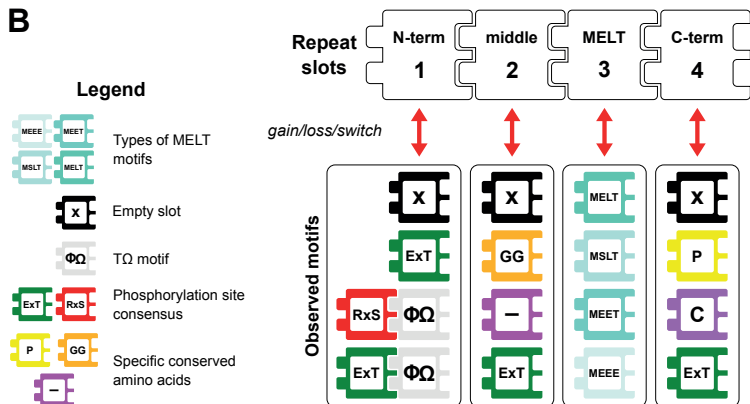 B
Repeat slots
N-term middle MELT C-term
1 2 3 4
gain/loss/switch
Legend
MEEE MEET
MSLT MELT
Types of MELT motifs
x
Empty slot
ΦΩ
TΩ motif
ExT RxS
Phosphorylation site consensus
P GG
–
Specific conserved amino acids
Observed motifs
x x MELT x
ExT GG MSLT P
RxS ΦΩ – MEET C
ExT ΦΩ ExT MEEE ExT